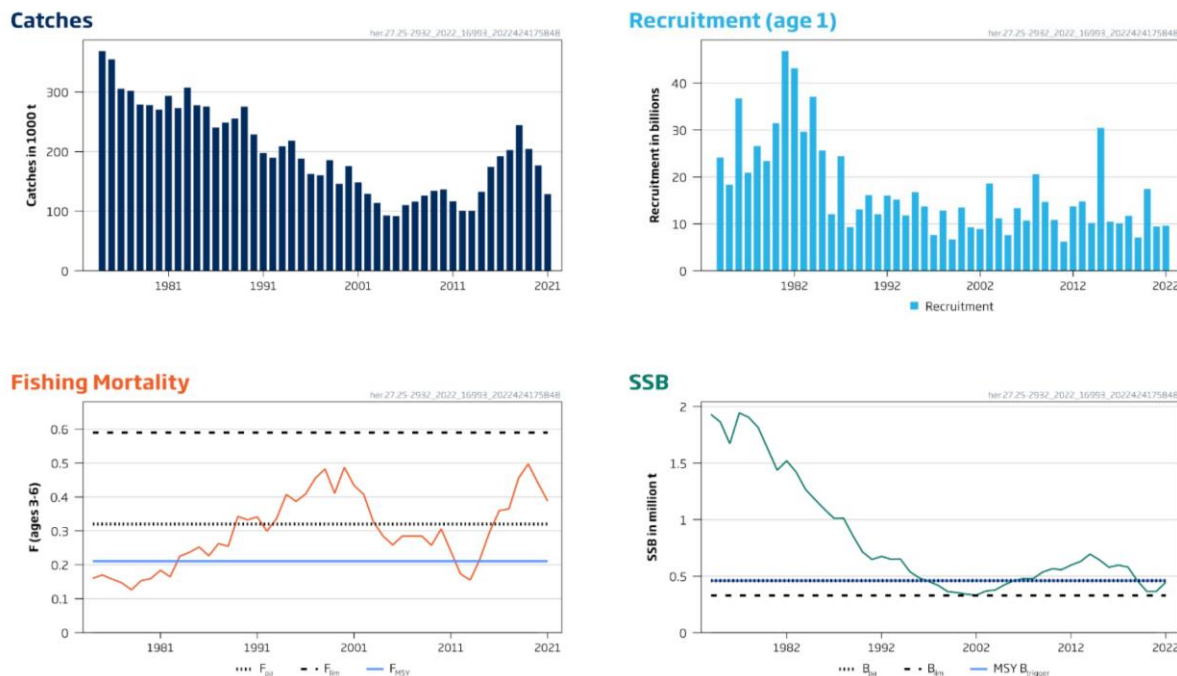 Catches
her.27.25-2932_2022_16993_2022424175848
Catches in 1000 t
300
200
100
0
1981
1991
2001
2011
2021
Recruitment (age 1)
her.27.25-2932_2022_16993_2022424175848
Recruitment in billions
40
30
20
10
0
1982
1992
2002
2012
2022
Recruitment
Fishing Mortality
her.27.25-2932_2022_16993_2022424175848
F (ages 3-6)
0.6
0.5
0.4
0.3
0.2
0.1
0
1981
1991
2001
2011
2021
Fpa Flim FMSY
SSB
her.27.25-2932_2022_16993_2022424175848
SSB in million t
2
1.5
1
0.5
0
1982
1992
2002
2012
2022
Bpa Blim MSY Btrigger